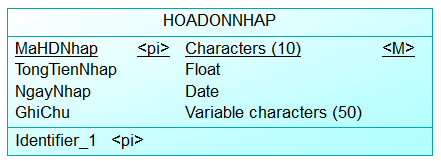 HOADONNHAP
MaHDNhap <pi> Characters (10) <M>
TongTienNhap Float
NgayNhap Date
GhiChu Variable characters (50)
Identifier_1 <pi>